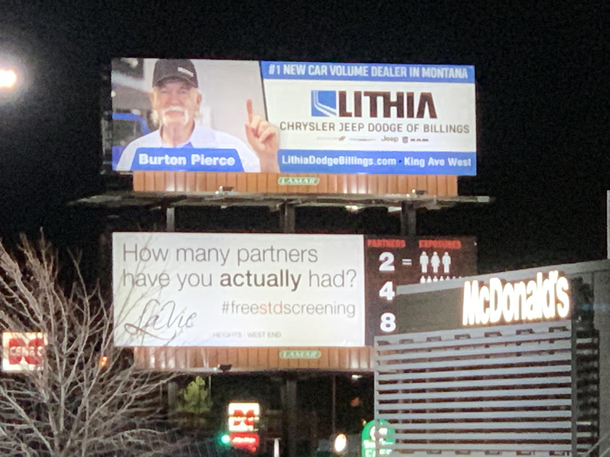 #1 NEW CAR VOLUME DEALER IN MONTANA
LITHIA
CHRYSLER JEEP DODGE OF BILLINGS
Jeep
Burton Pierce
LithiaDodgeBillings.com • King Ave West
LAMAR
How many partners
have you actually had?
#freestdscreening
LaVie
HEIGHTS | WEST END
PARTNERS EXPOSURES
2 =
4
8
LAMAR
McDonald's